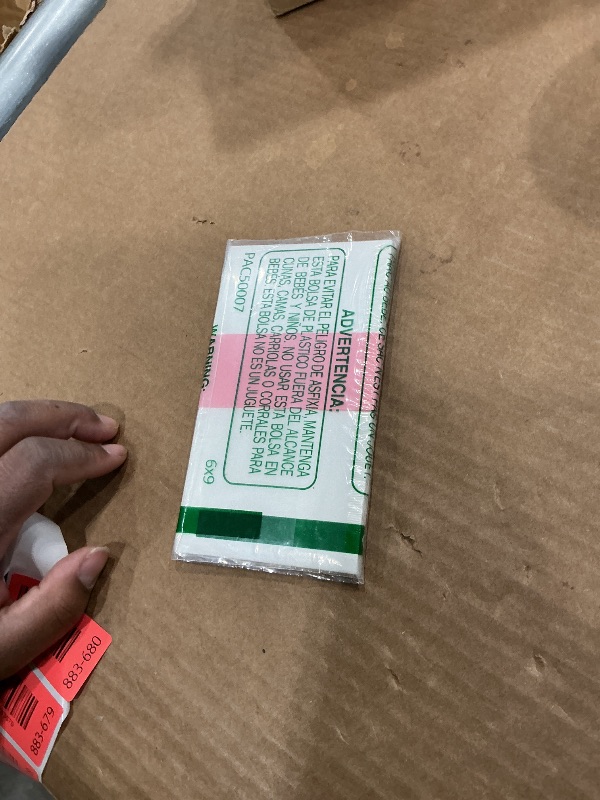 ADVERTENCIA:
PARA EVITAR EL PELIGRO DE ASFIXIA, MANTENGA
ESTA BOLSA DE PLASTICO FUERA DEL ALCANCE
DE BEBES Y NIÑOS. NO USAR ESTA BOLSA EN
CUNAS, CAMAS, CARRIOLAS O CORRALES PARA
BEBES. ESTA BOLSA NO ES UN JUGUETE.
PAC50007
6x9
WARNING:
883-680
883-679